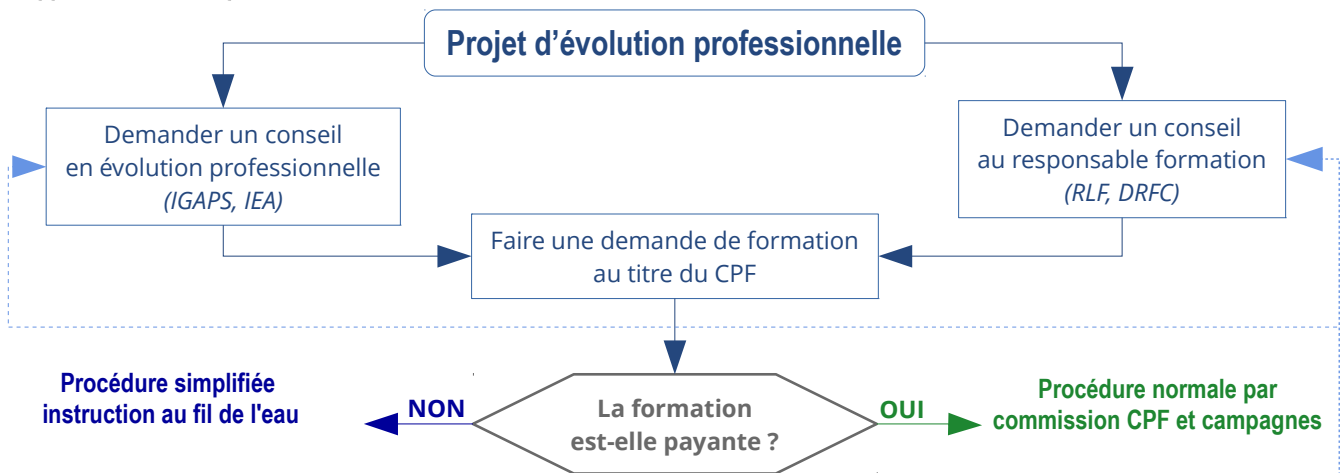 Projet d’évolution professionnelle
Demander un conseil
en évolution professionnelle
(IGAPS, IEA)
Demander un conseil
au responsable formation
(RLF, DRFC)
Faire une demande de formation
au titre du CPF
Procédure simplifiée
instruction au fil de l'eau
NON
La formation
est-elle payante ?
OUI
Procédure normale par
commission CPF et campagnes